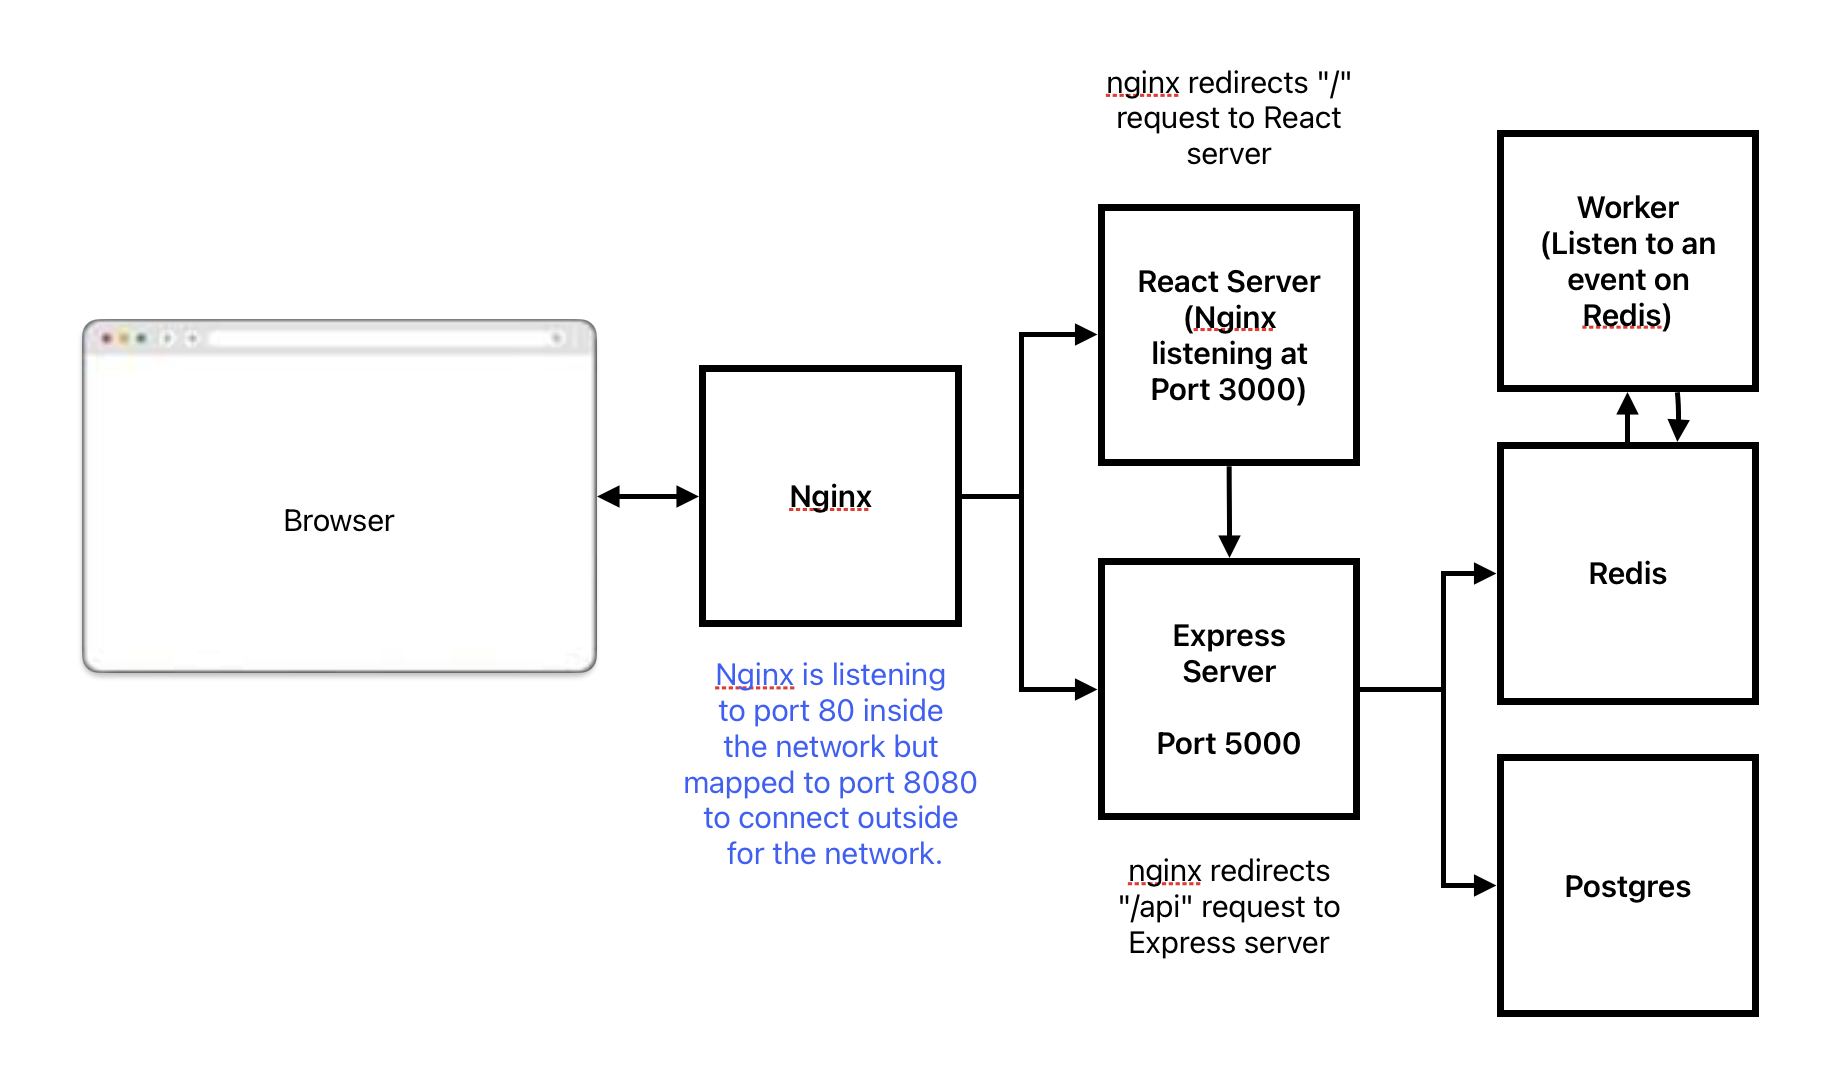 nginx redirects "/"
request to React
server
Worker
(Listen to an
event on
Redis)
React Server
(Nginx
listening at
Port 3000)
Browser
Nginx
Redis
Express
Server
Port 5000
Nginx is listening
to port 80 inside
the network but
mapped to port 8080
to connect outside
for the network.
nginx redirects
"/api" request to
Express server
Postgres